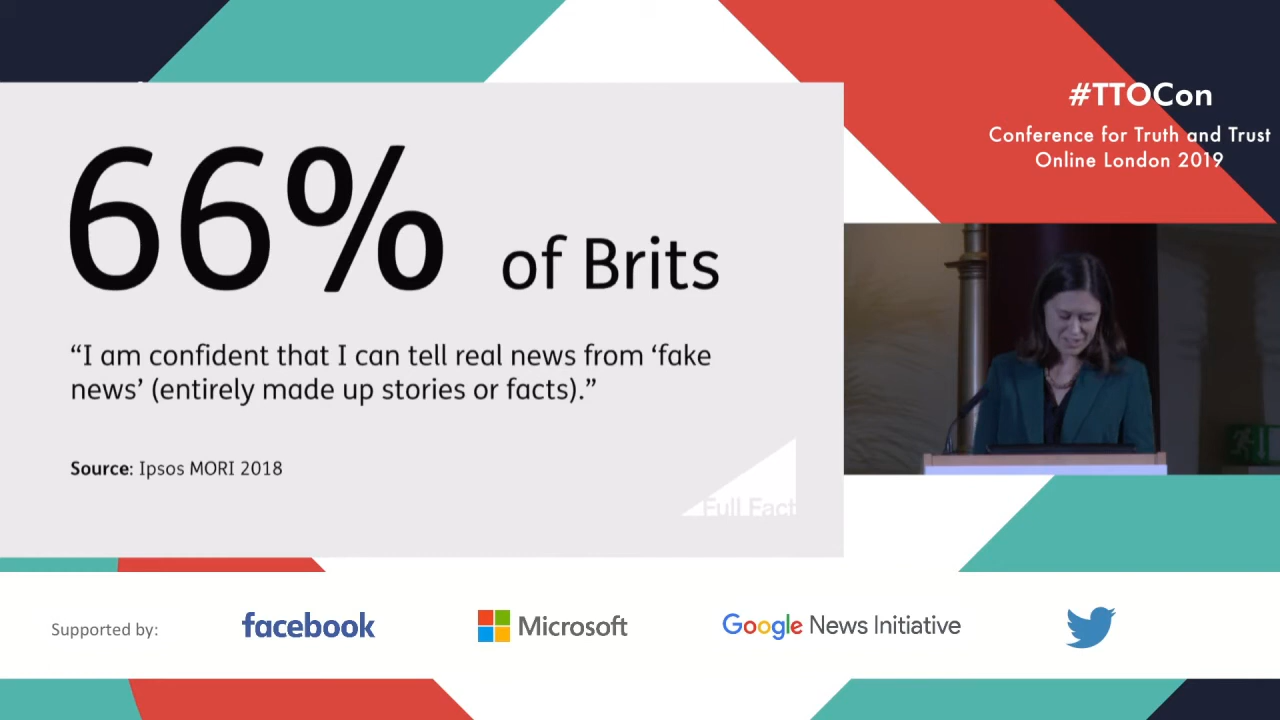 #TTOCon
Conference for Truth and Trust
Online London 2019
66% of Brits
“I am confident that I can tell real news from ‘fake
news’ (entirely made up stories or facts).”
Source: Ipsos MORI 2018
Full Fact
Supported by:
facebook
Microsoft
Google News Initiative